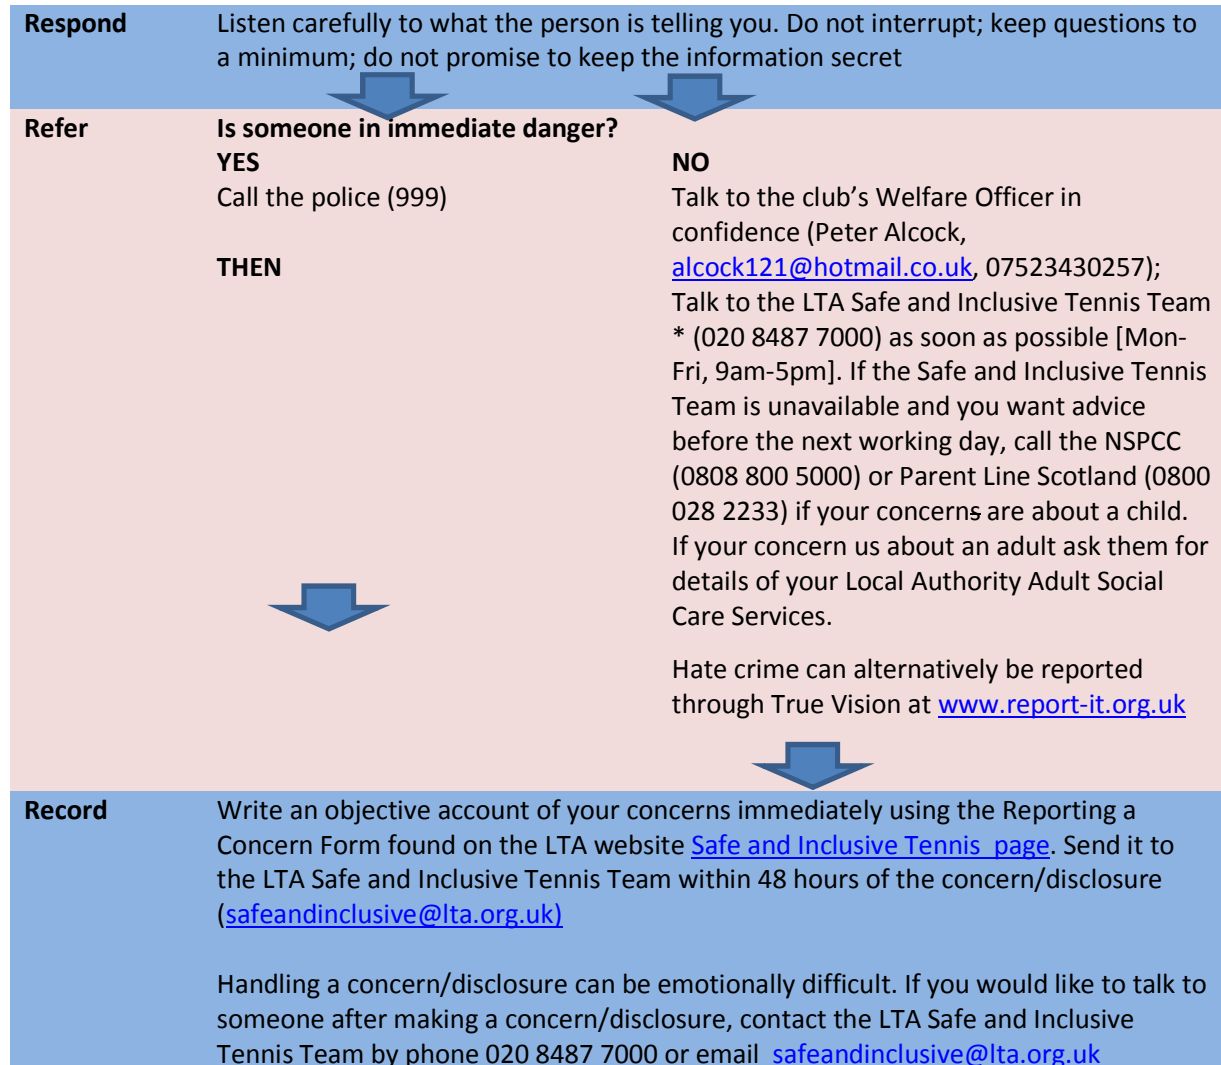 Respond
Listen carefully to what the person is telling you. Do not interrupt; keep questions to
a minimum; do not promise to keep the information secret
Refer
Is someone in immediate danger?
YES
Call the police (999)
THEN
NO
Talk to the club’s Welfare Officer in
confidence (Peter Alcock,
alcock121@hotmail.co.uk, 07523430257);
Talk to the LTA Safe and Inclusive Tennis Team
* (020 8487 7000) as soon as possible [Mon-
Fri, 9am-5pm]. If the Safe and Inclusive Tennis
Team is unavailable and you want advice
before the next working day, call the NSPCC
(0808 800 5000) or Parent Line Scotland (0800
028 2233) if your concerns are about a child.
If your concern us about an adult ask them for
details of your Local Authority Adult Social
Care Services.
Hate crime can alternatively be reported
through True Vision at www.report-it.org.uk
Record
Write an objective account of your concerns immediately using the Reporting a
Concern Form found on the LTA website Safe and Inclusive Tennis  page. Send it to
the LTA Safe and Inclusive Tennis Team within 48 hours of the concern/disclosure
(safeandinclusive@lta.org.uk)
Handling a concern/disclosure can be emotionally difficult. If you would like to talk to
someone after making a concern/disclosure, contact the LTA Safe and Inclusive
Tennis Team by phone 020 8487 7000 or email  safeandinclusive@lta.org.uk